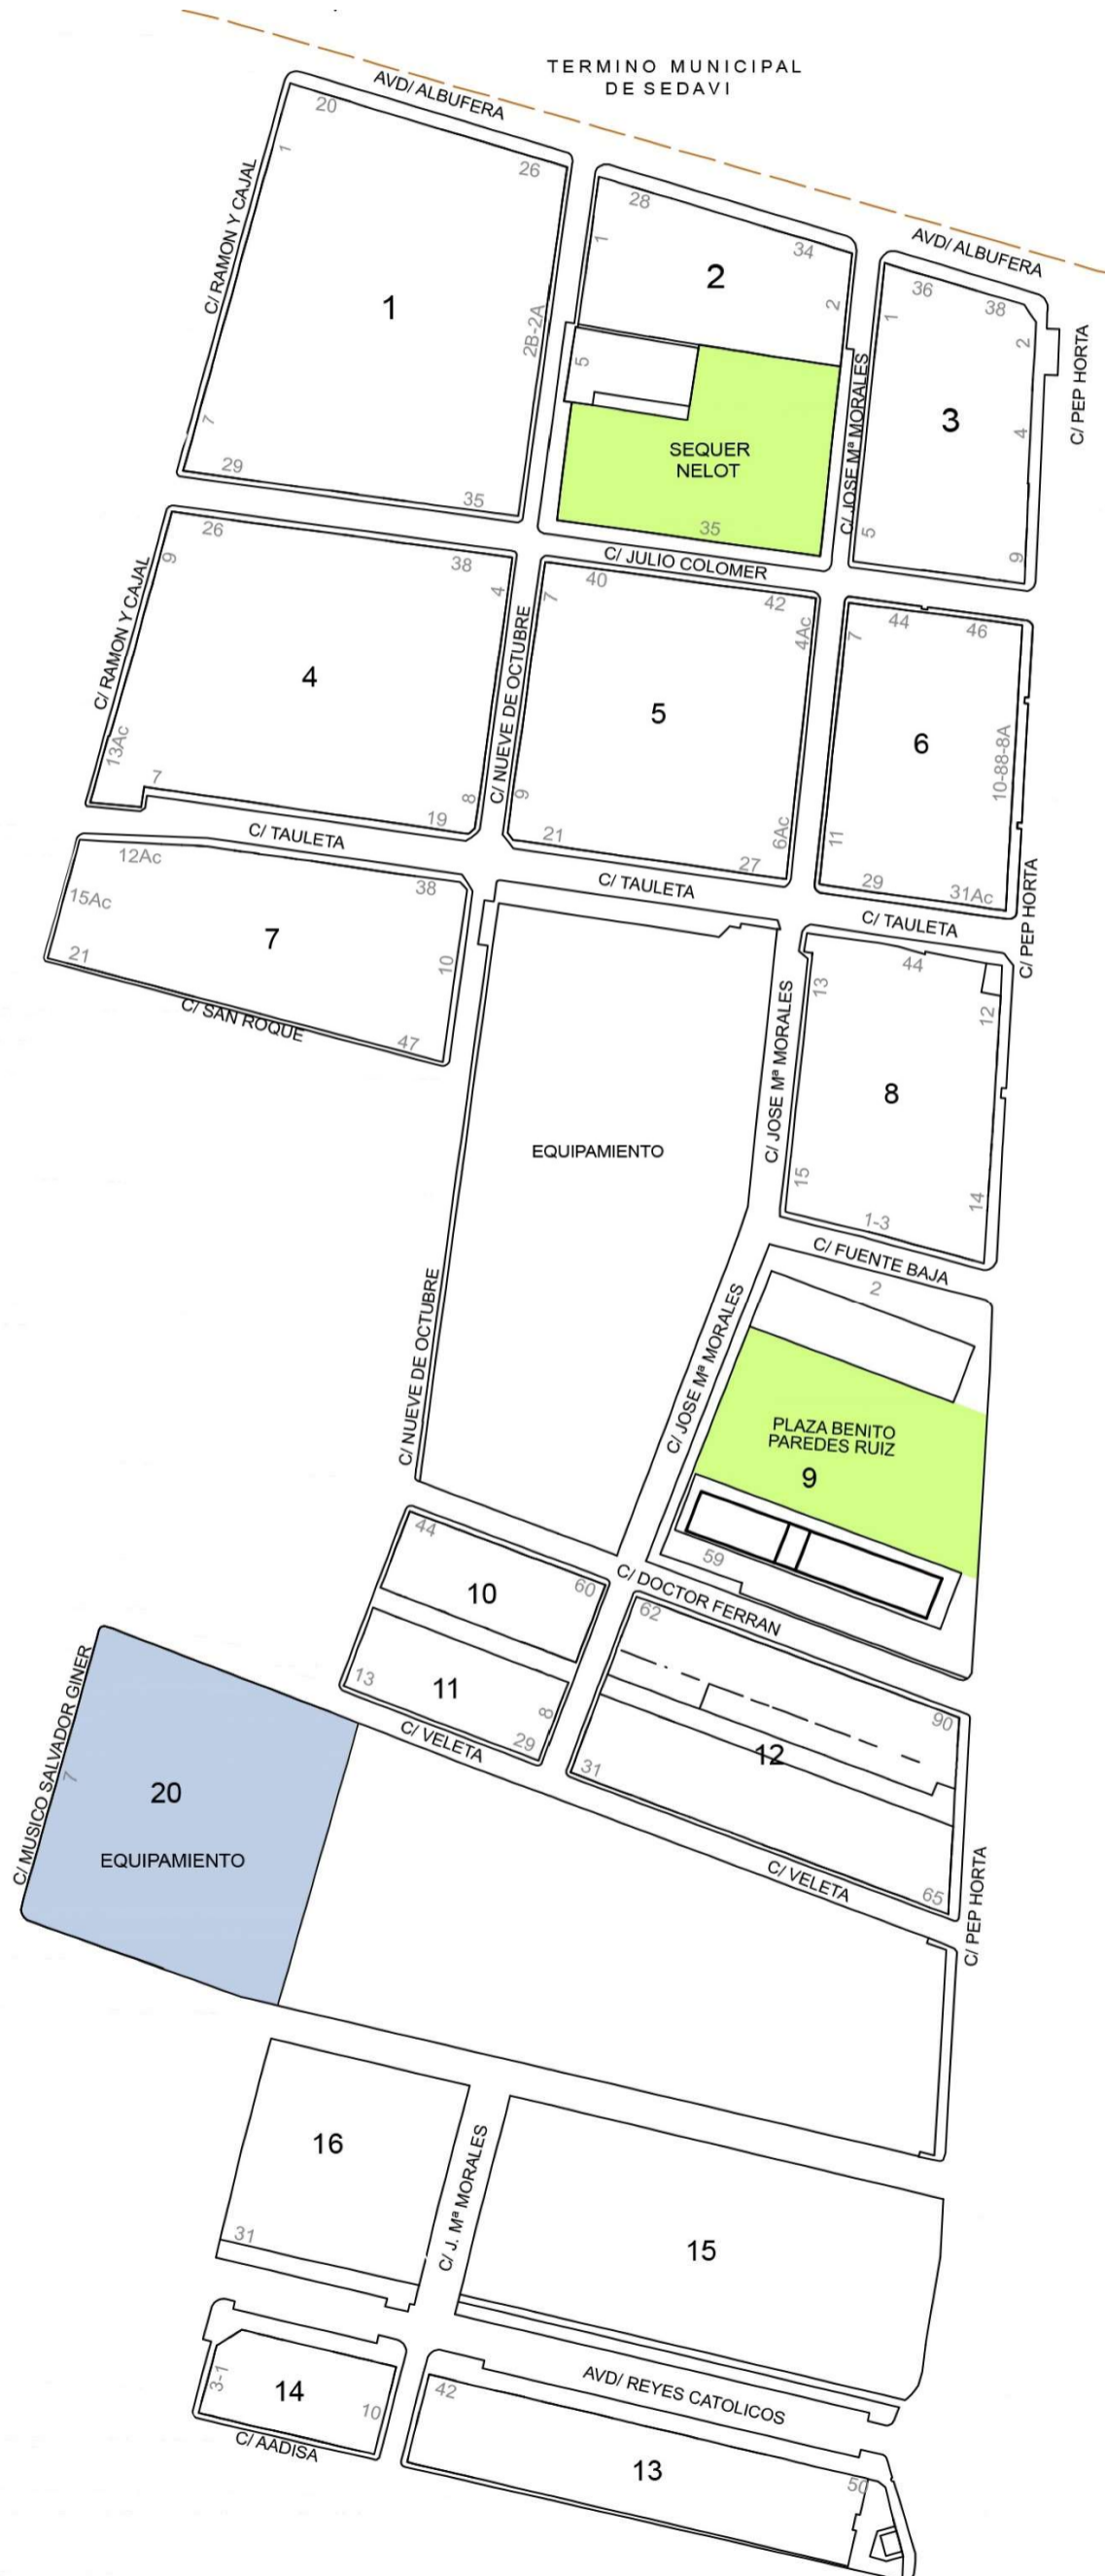 TERMINO MUNICIPAL
DE SEDAVI
AVD/ ALBUFERA
20
26
1
C/ RAMON Y CAJAL
1
2B-2A
7
29
35
28
34
1
2
2
5
SEQUER
NELOT
35
C/ JOSE Mª MORALES
AVD/ ALBUFERA
36
38
1
2
C/ PEP HORTA
3
4
5
9
C/ JULIO COLOMER
26
38
9
4
C/ RAMON Y CAJAL
4
13Ac
7
19
8
C/ NUEVE DE OCTUBRE
40
42
7
4Ac
5
9
21
27
6Ac
44
46
7
6
10-88-8A
11
29
31Ac
C/ TAULETA
C/ TAULETA
C/ TAULETA
C/ PEP HORTA
12Ac
38
15Ac
7
21
10
47
C/ SAN ROQUE
44
13
12
C/ JOSE Mª MORALES
8
EQUIPAMIENTO
15
14
1-3
C/ FUENTE BAJA
2
C/ NUEVE DE OCTUBRE
C/ JOSE Mª MORALES
PLAZA BENITO
PAREDES RUIZ
9
59
C/ DOCTOR FERRAN
44
60
10
13
11
8
29
C/ VELETA
62
90
12
31
65
C/ VELETA
C/ PEP HORTA
C/ MUSICO SALVADOR GINER
7
20
EQUIPAMIENTO
16
31
C/ J. Mª MORALES
15
3-1
14
10
C/ AADISA
AVD/ REYES CATOLICOS
42
13
50